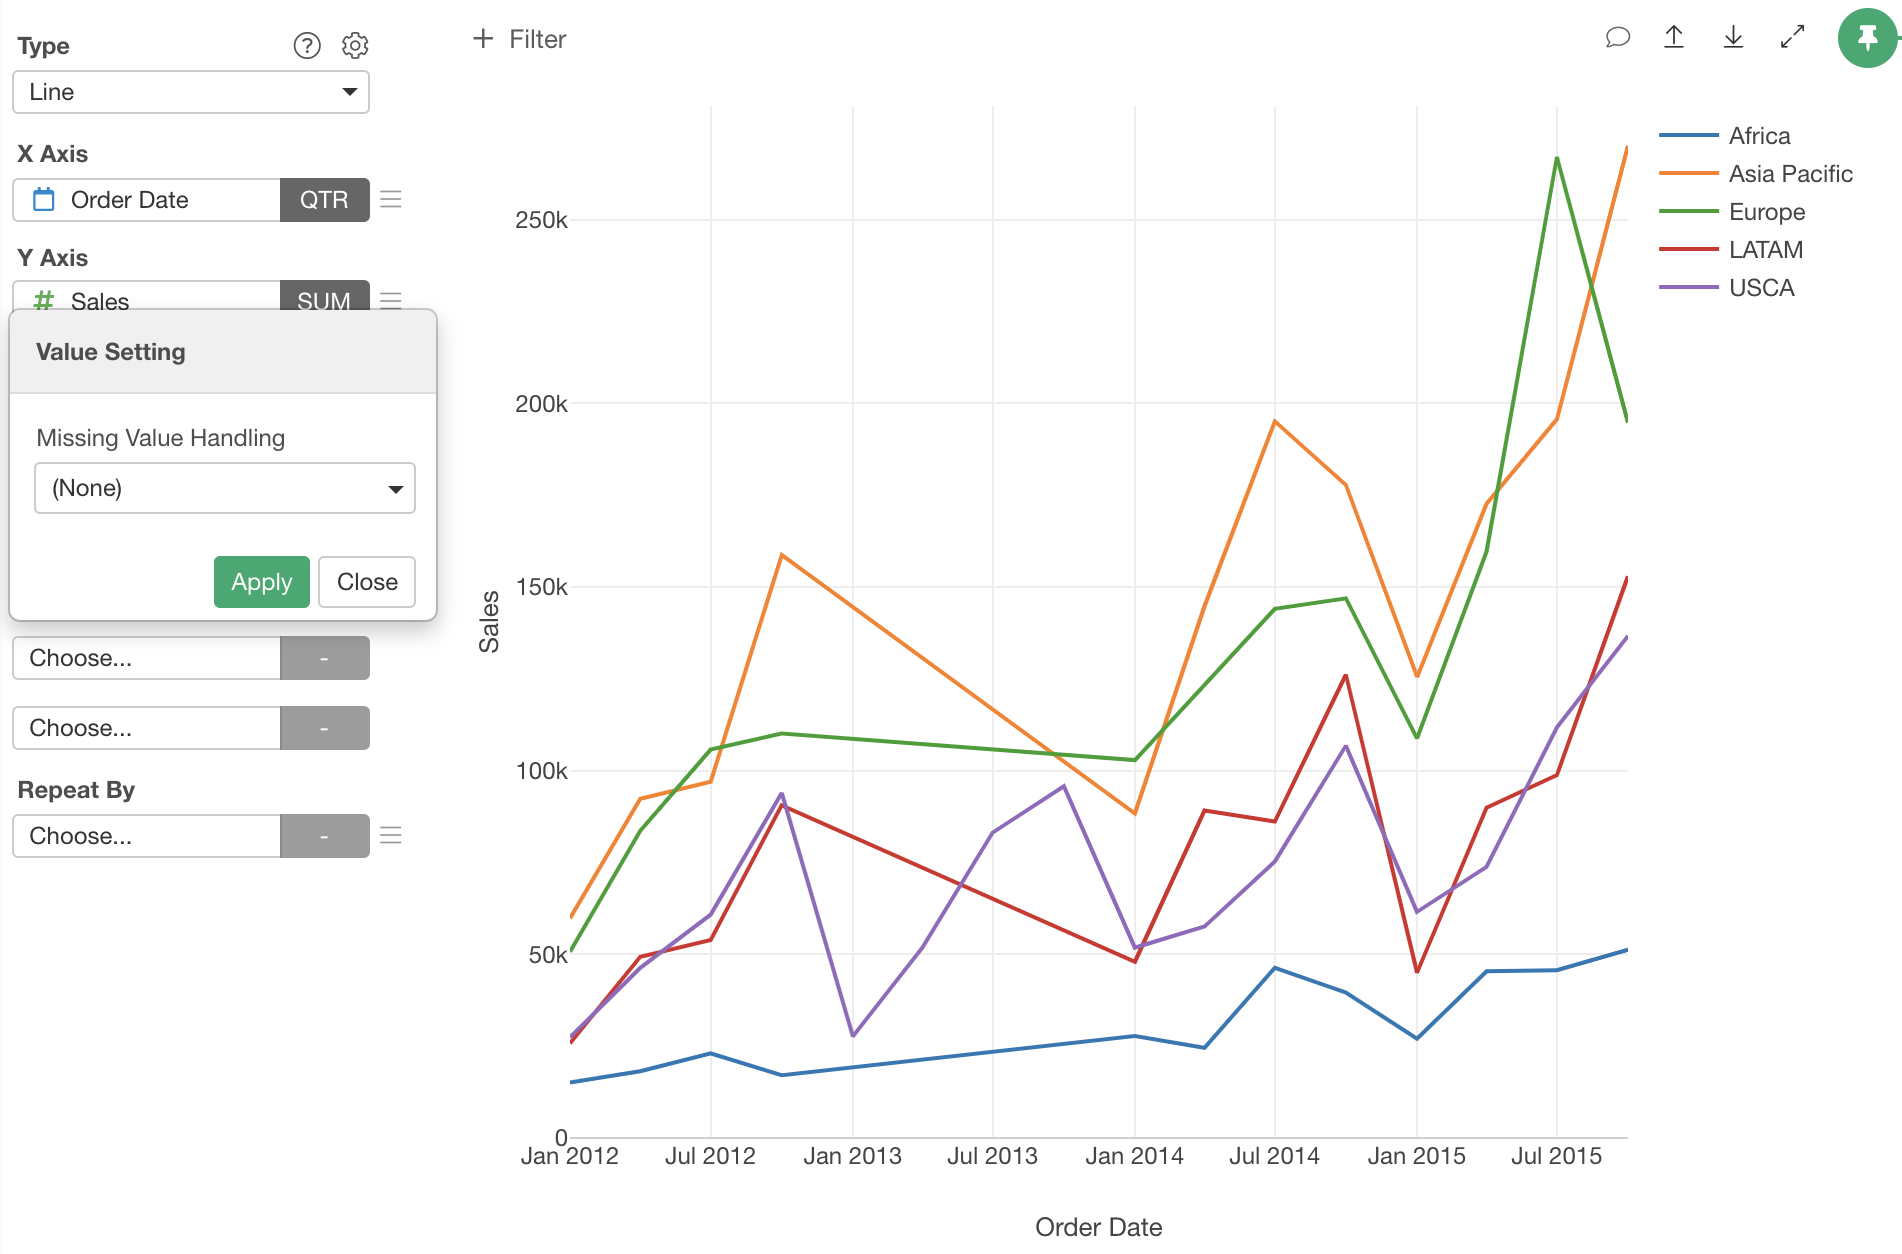 Type
Line
X Axis
Order Date QTR
Y Axis
# Sales SUM
Value Setting
Missing Value Handling
(None)
Apply Close
Choose... -
Choose... -
Repeat By
Choose... -
+ Filter
250k
200k
150k
100k
50k
0
Sales
Jan 2012 Jul 2012 Jan 2013 Jul 2013 Jan 2014 Jul 2014 Jan 2015 Jul 2015
Order Date
Africa
Asia Pacific
Europe
LATAM
USCA